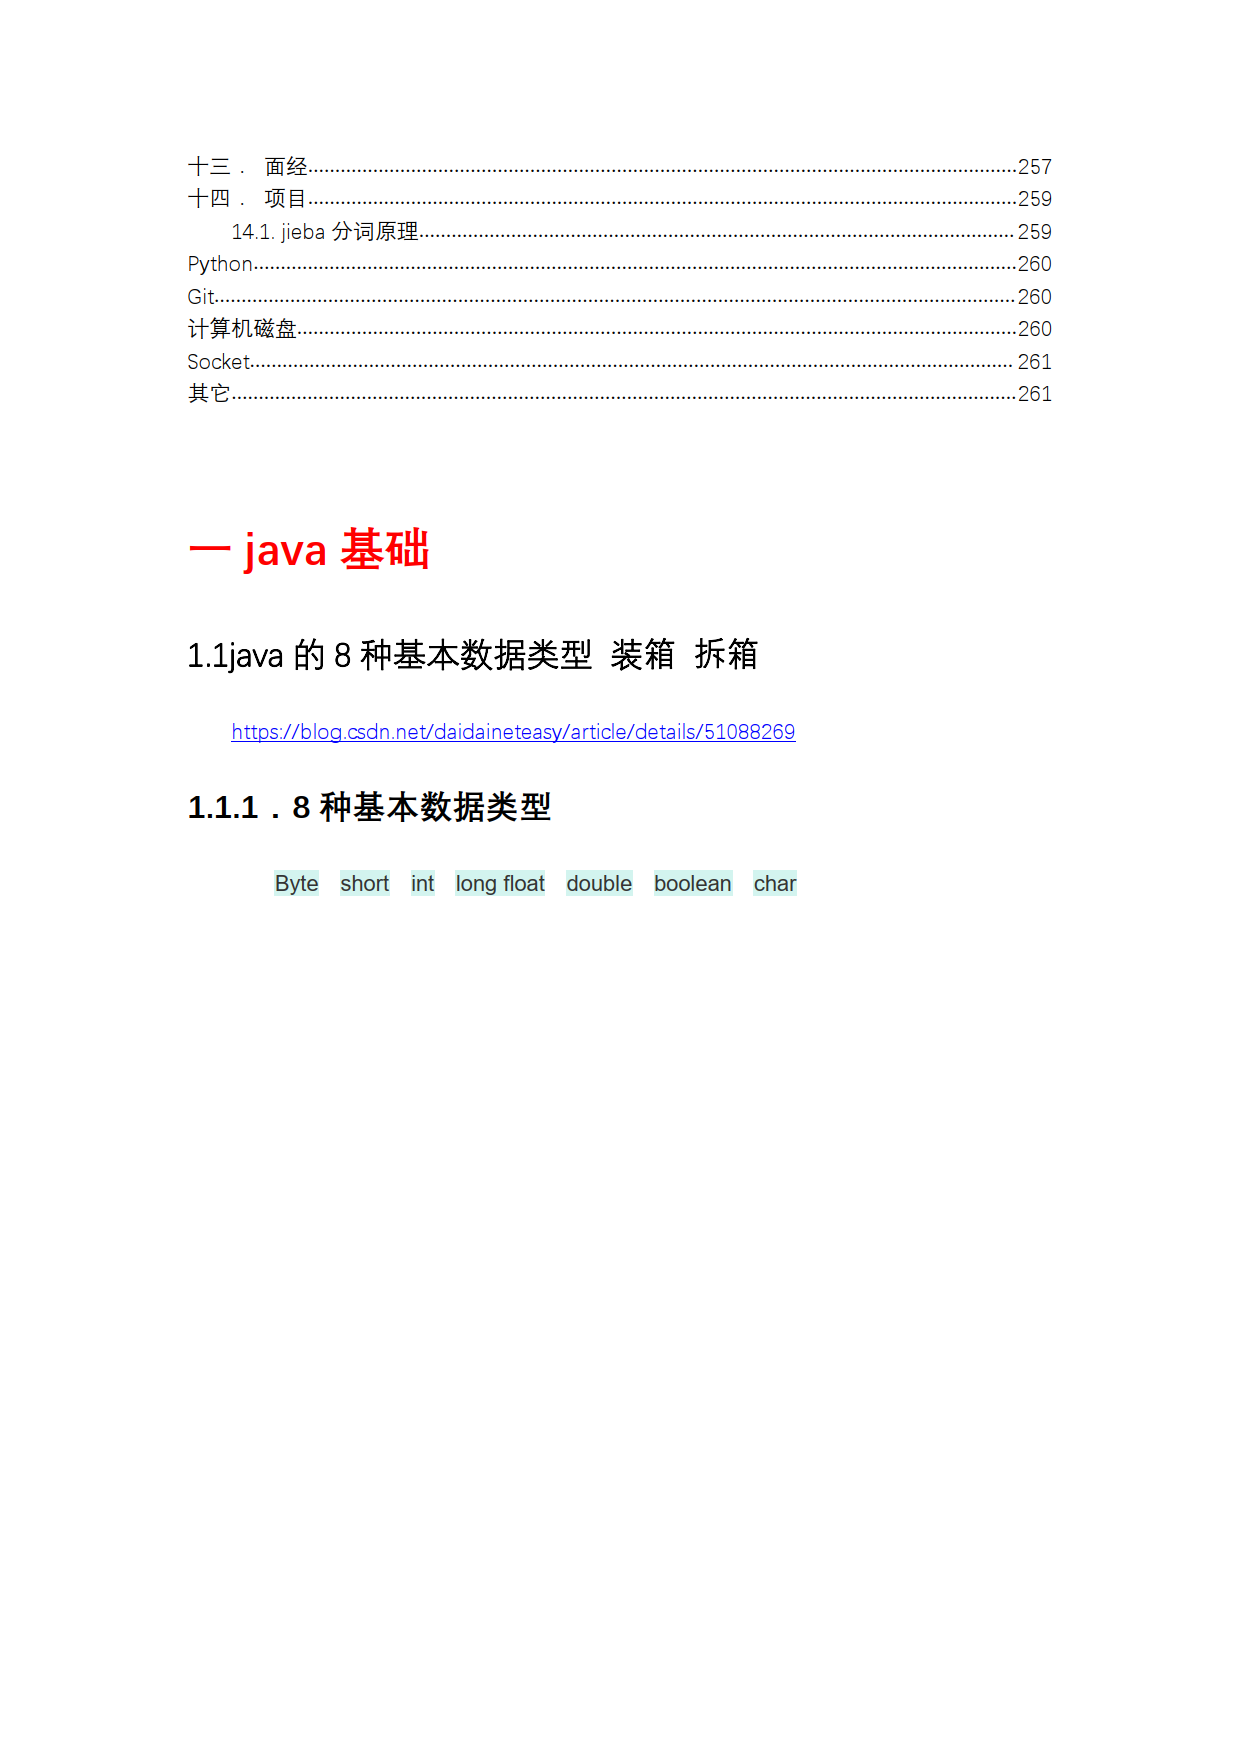 十三． 面经........257
十四． 项目........259
14.1. jieba 分词原理........259
Python........260
Git........260
计算机磁盘........260
Socket........261
其它........261
一 java 基础
1.1java 的 8 种基本数据类型 装箱 拆箱
https://blog.csdn.net/daidaineteasy/article/details/51088269
1.1.1．8 种基本数据类型
Byte short int long float double boolean char